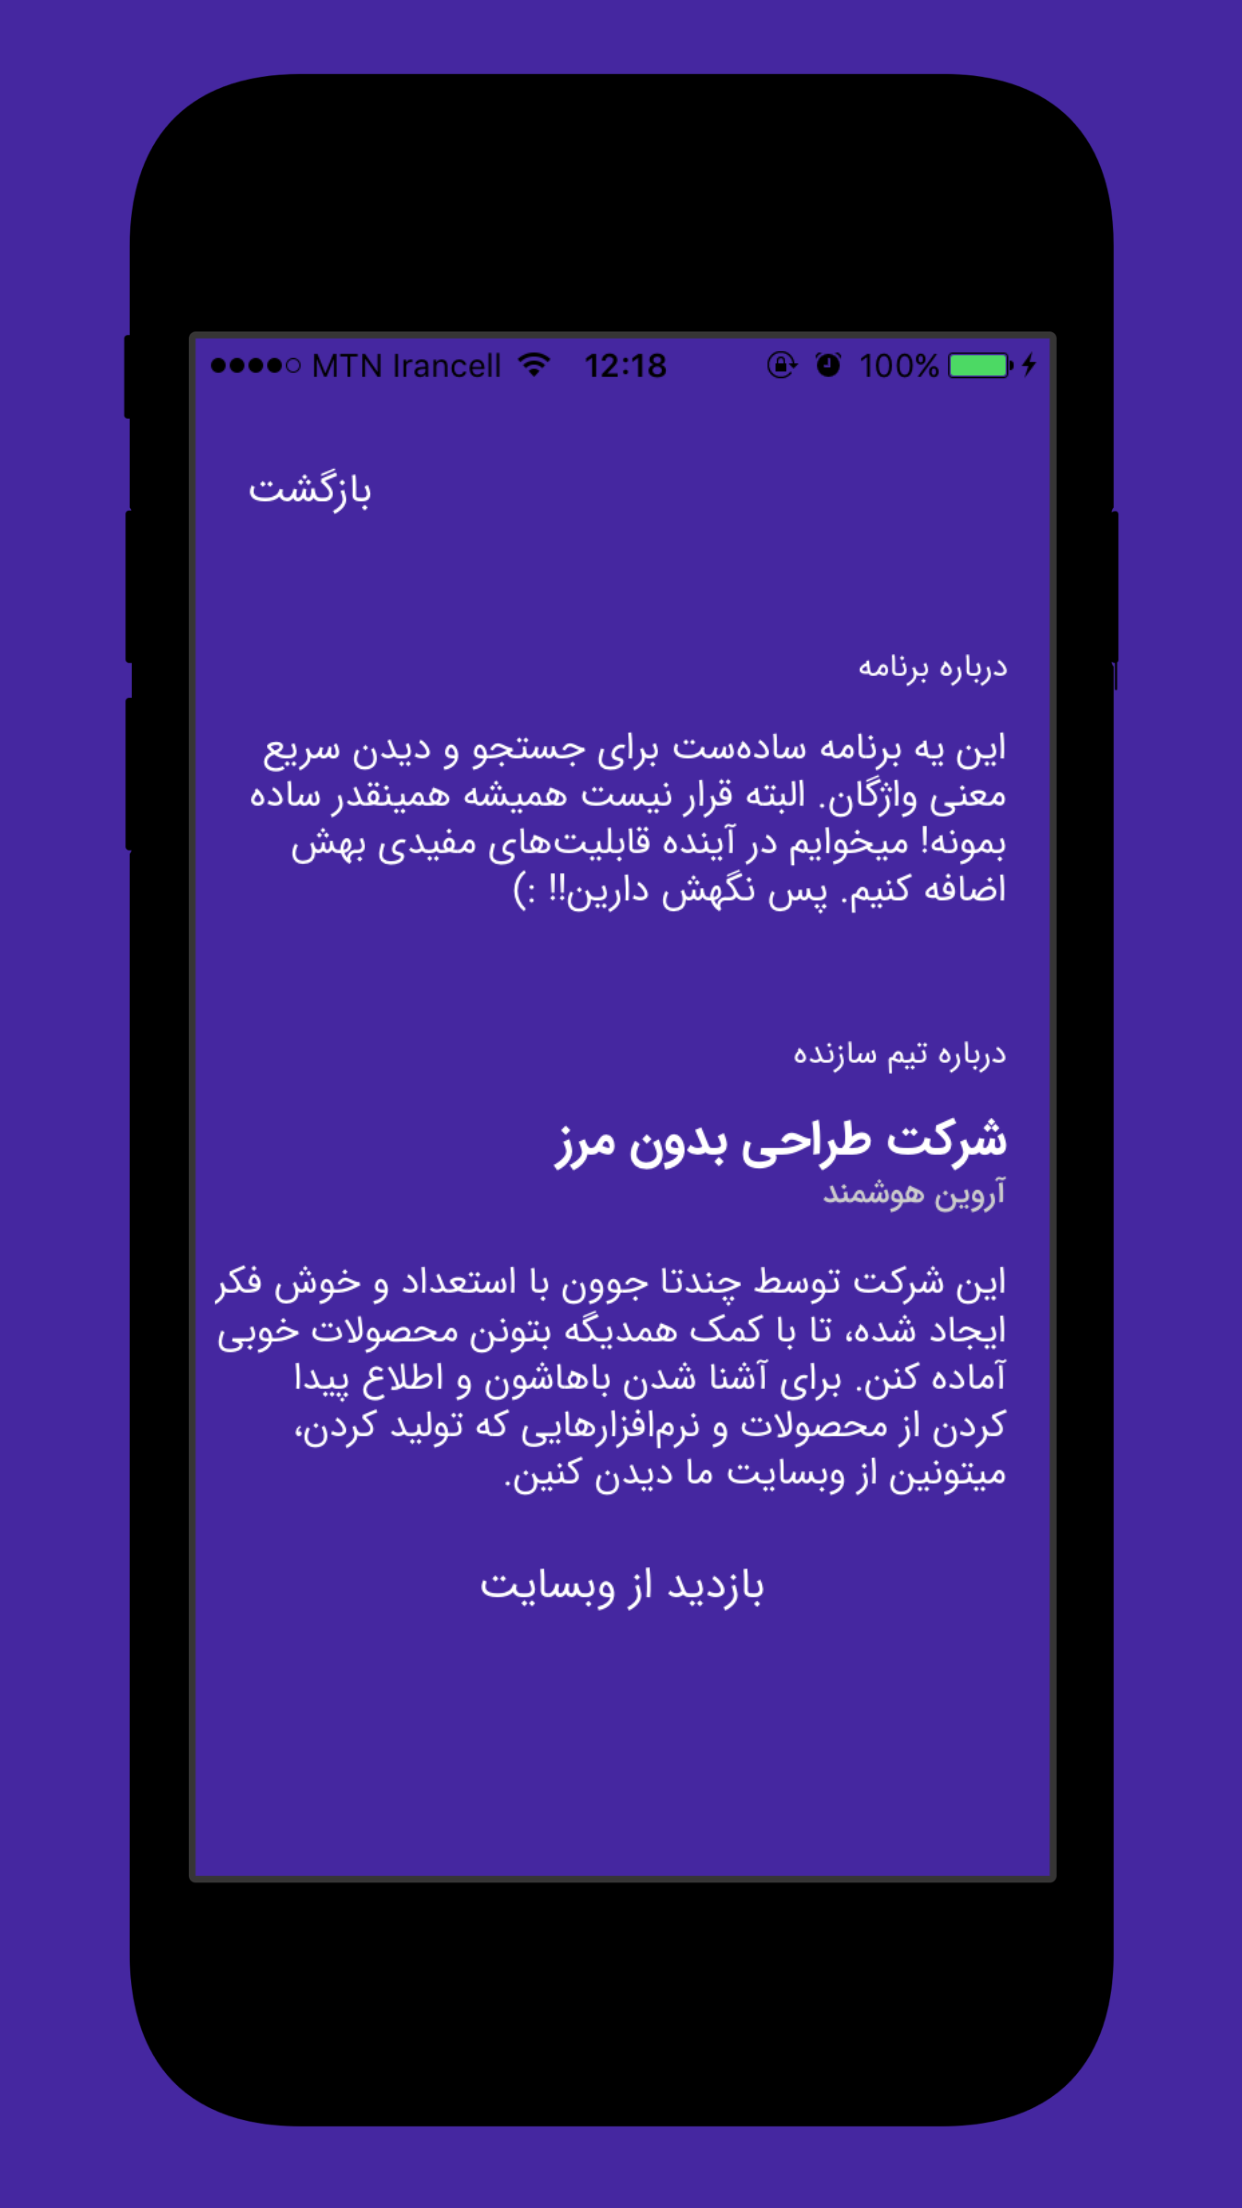 MTN Irancell 12:18 100%
بازگشت
درباره برنامه
این یه برنامه ساده‌ست برای جستجو و دیدن سریع
معنی واژگان. البته قرار نیست همیشه همینقدر ساده
بمونه! میخوایم در آینده قابلیت‌های مفیدی بهش
اضافه کنیم. پس نگهش دارین!! :)
درباره تیم سازنده
شرکت طراحی بدون مرز
آروین هوشمند
این شرکت توسط چندتا جوون با استعداد و خوش فکر
ایجاد شده، تا با کمک همدیگه بتونن محصولات خوبی
آماده کنن. برای آشنا شدن باهاشون و اطلاع پیدا
کردن از محصولات و نرم‌افزارهایی که تولید کردن،
میتونین از وبسایت ما دیدن کنین.
بازدید از وبسایت